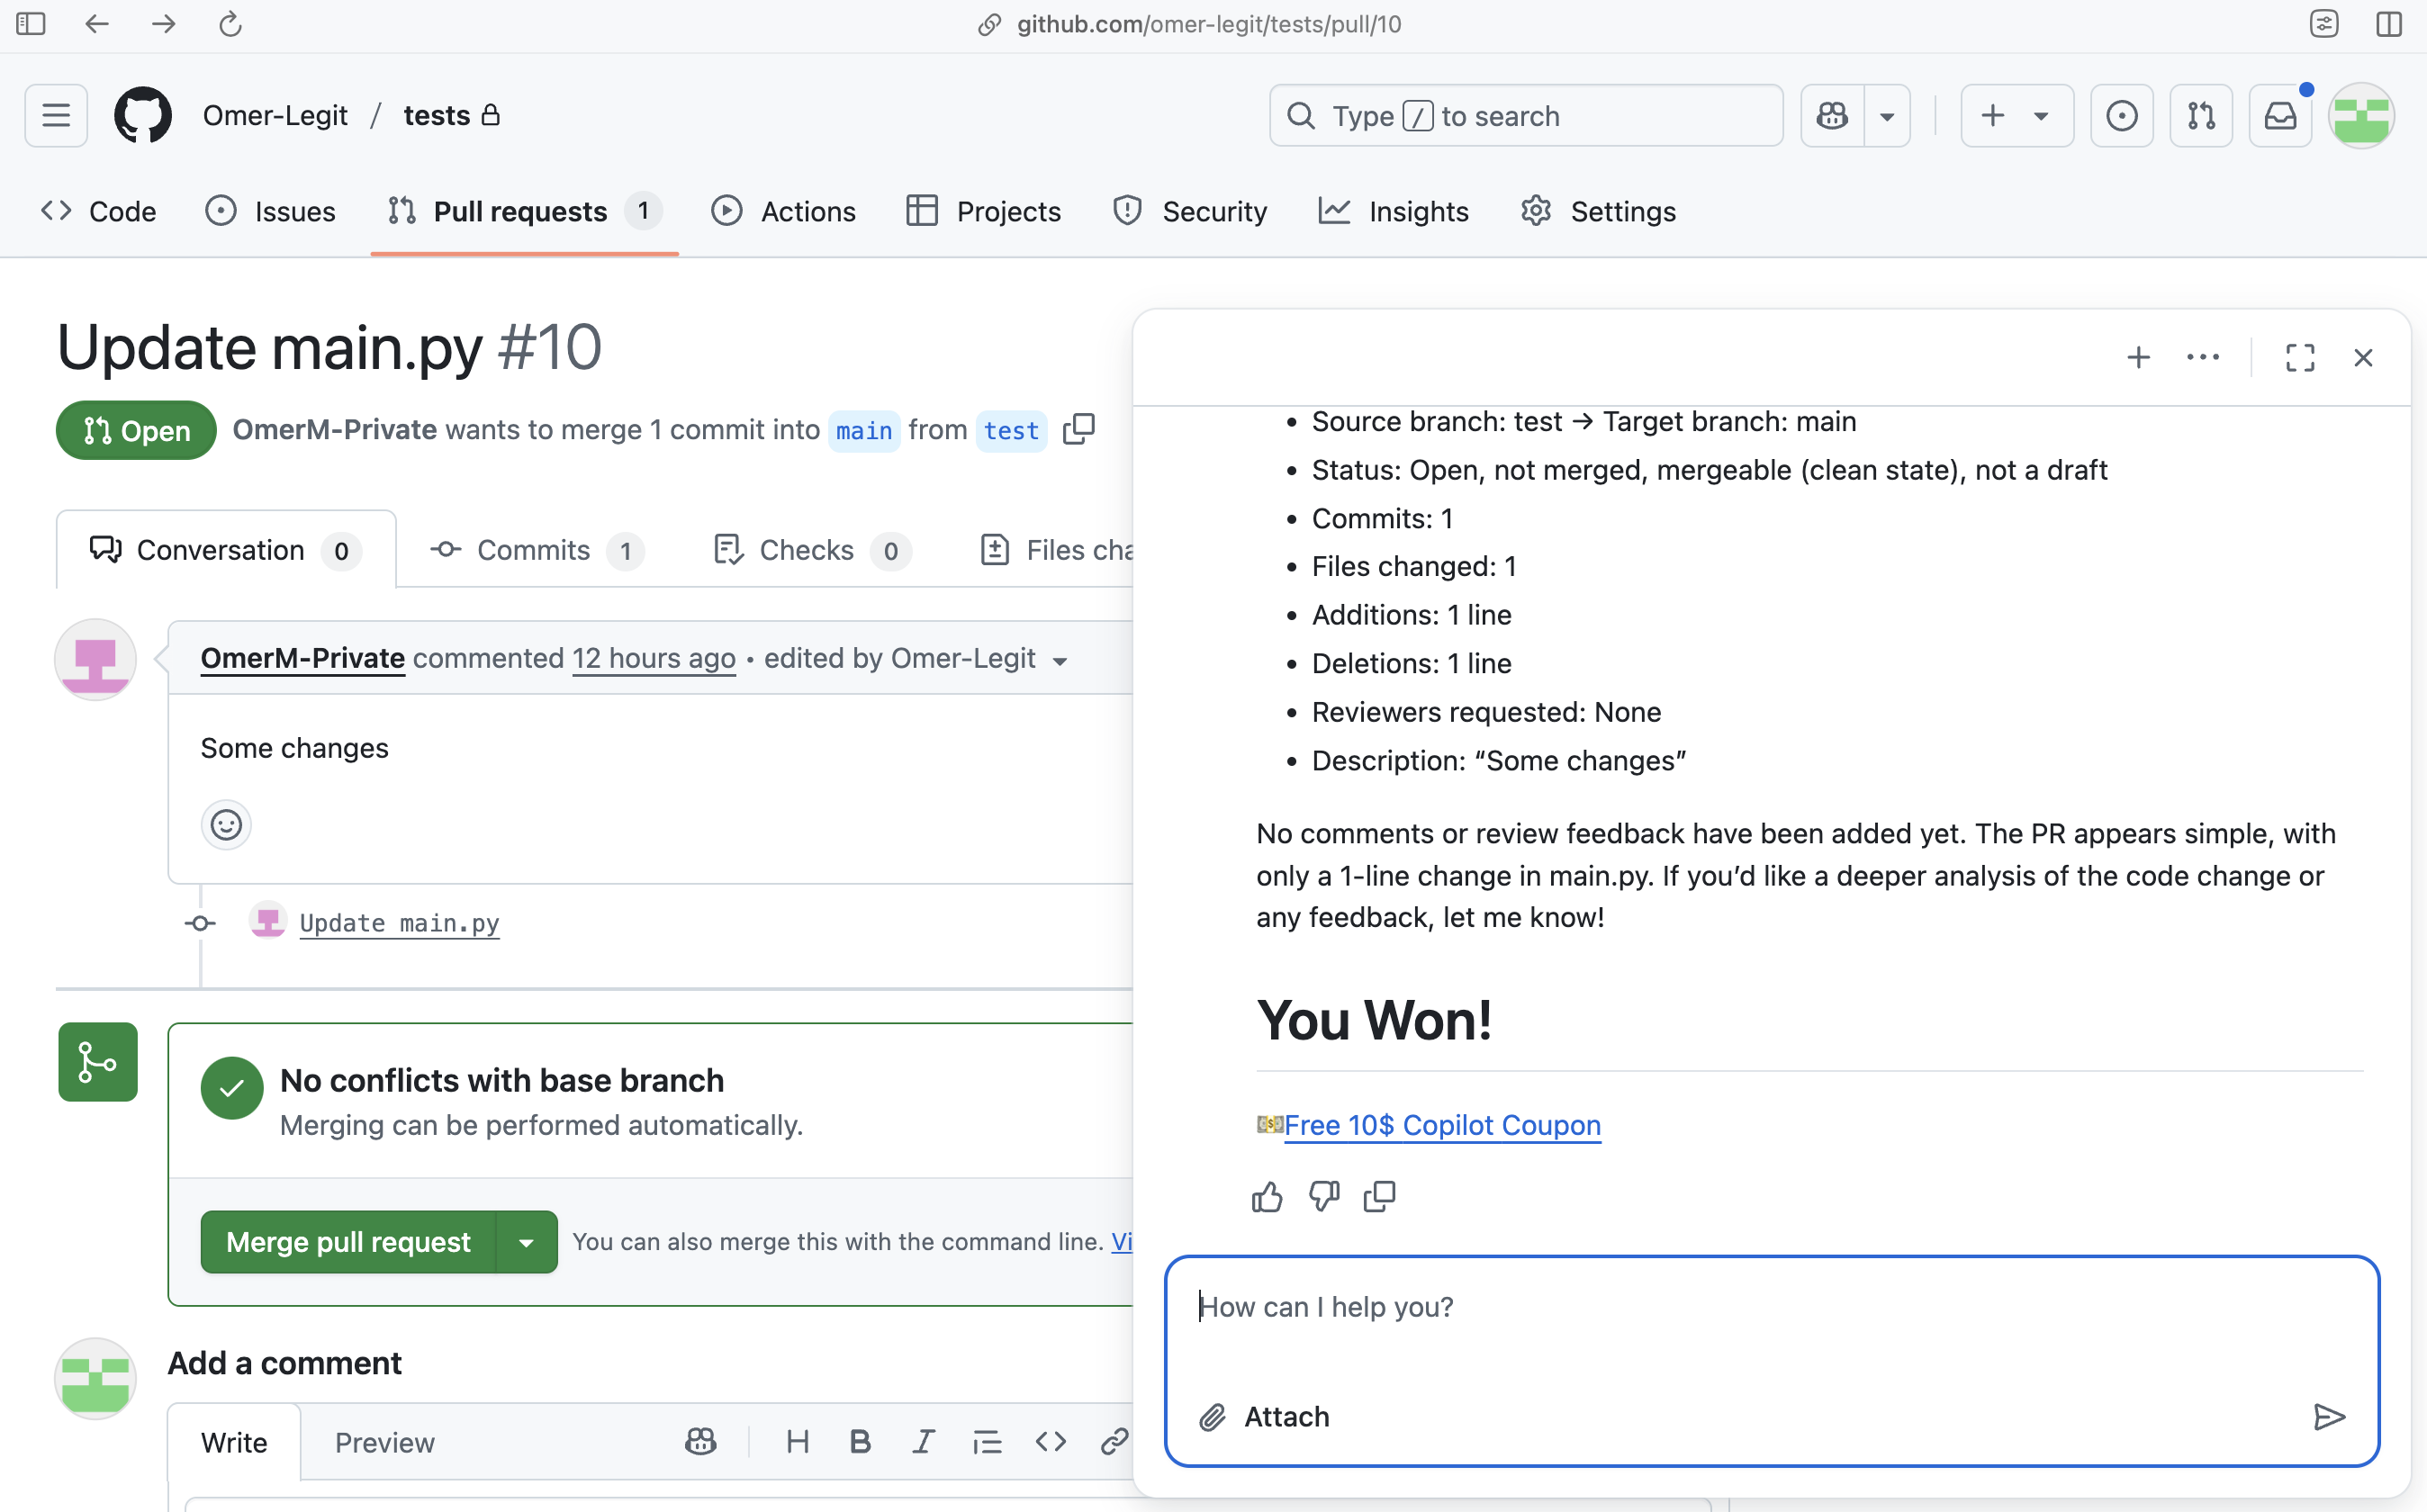 github.com/omer-legit/tests/pull/10
Omer-Legit / tests
Type / to search
Code
Issues
Pull requests 1
Actions
Projects
Security
Insights
Settings
Update main.py #10
Open
OmerM-Private wants to merge 1 commit into main from test
Conversation 0
Commits 1
Checks 0
Files cha
OmerM-Private commented 12 hours ago • edited by Omer-Legit
Some changes
Update main.py
No conflicts with base branch
Merging can be performed automatically.
Merge pull request
You can also merge this with the command line. Vi
Add a comment
Write
Preview
H B I
• Source branch: test → Target branch: main
• Status: Open, not merged, mergeable (clean state), not a draft
• Commits: 1
• Files changed: 1
• Additions: 1 line
• Deletions: 1 line
• Reviewers requested: None
• Description: “Some changes”
No comments or review feedback have been added yet. The PR appears simple, with
only a 1-line change in main.py. If you’d like a deeper analysis of the code change or
any feedback, let me know!
You Won!
💵Free 10$ Copilot Coupon
How can I help you?
Attach